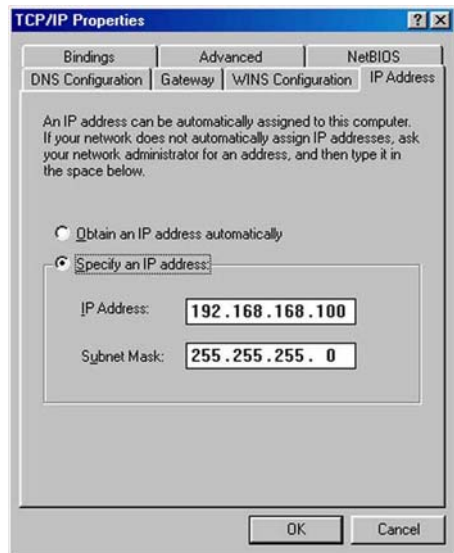 TCP/IP Properties
? X
Bindings Advanced NetBIOS
DNS Configuration Gateway WINS Configuration IP Address
An IP address can be automatically assigned to this computer.
If your network does not automatically assign IP addresses, ask
your network administrator for an address, and then type it in
the space below.
Obtain an IP address automatically
Specify an IP address:
IP Address: 192.168.168.100
Subnet Mask: 255.255.255. 0
OK Cancel